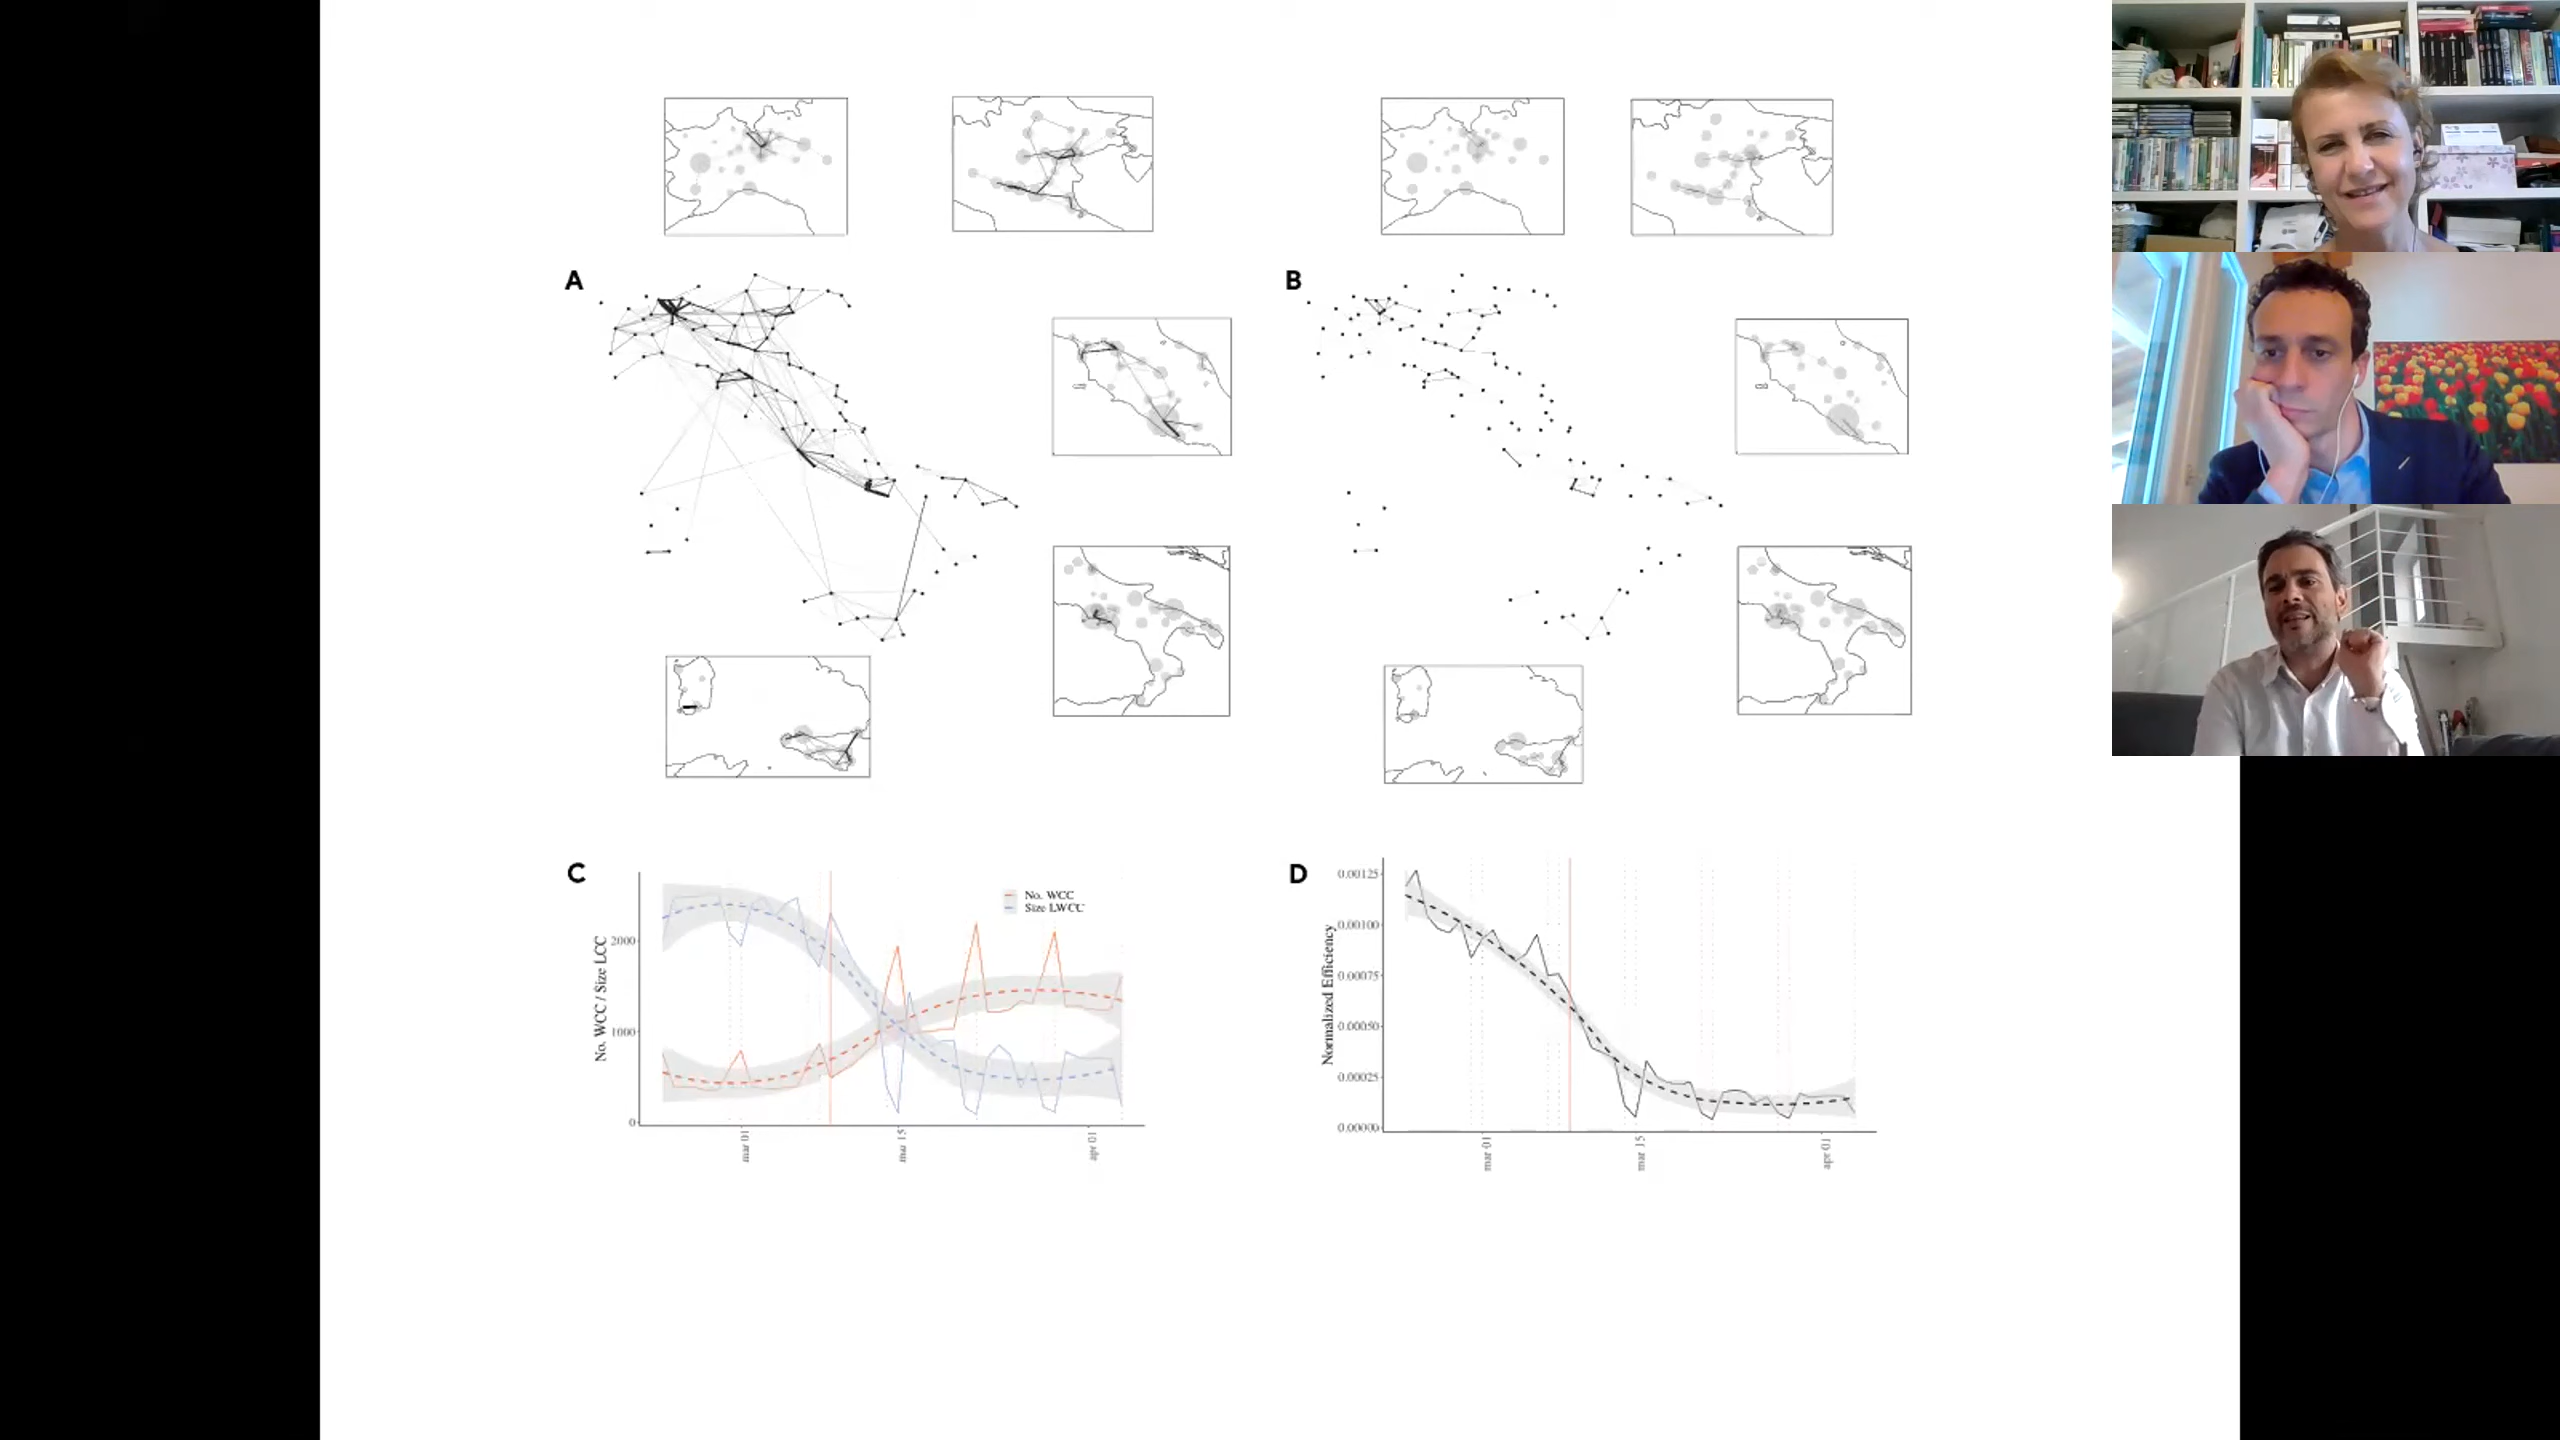 A
B
C
No. WCC
Size LWCC
No. WCC / Size LCC
2000
1000
0
mar 01
mar 15
apr 01
D
Normalized Efficiency
0.00125
0.00100
0.00075
0.00050
0.00025
0.00000
mar 01
mar 15
apr 01